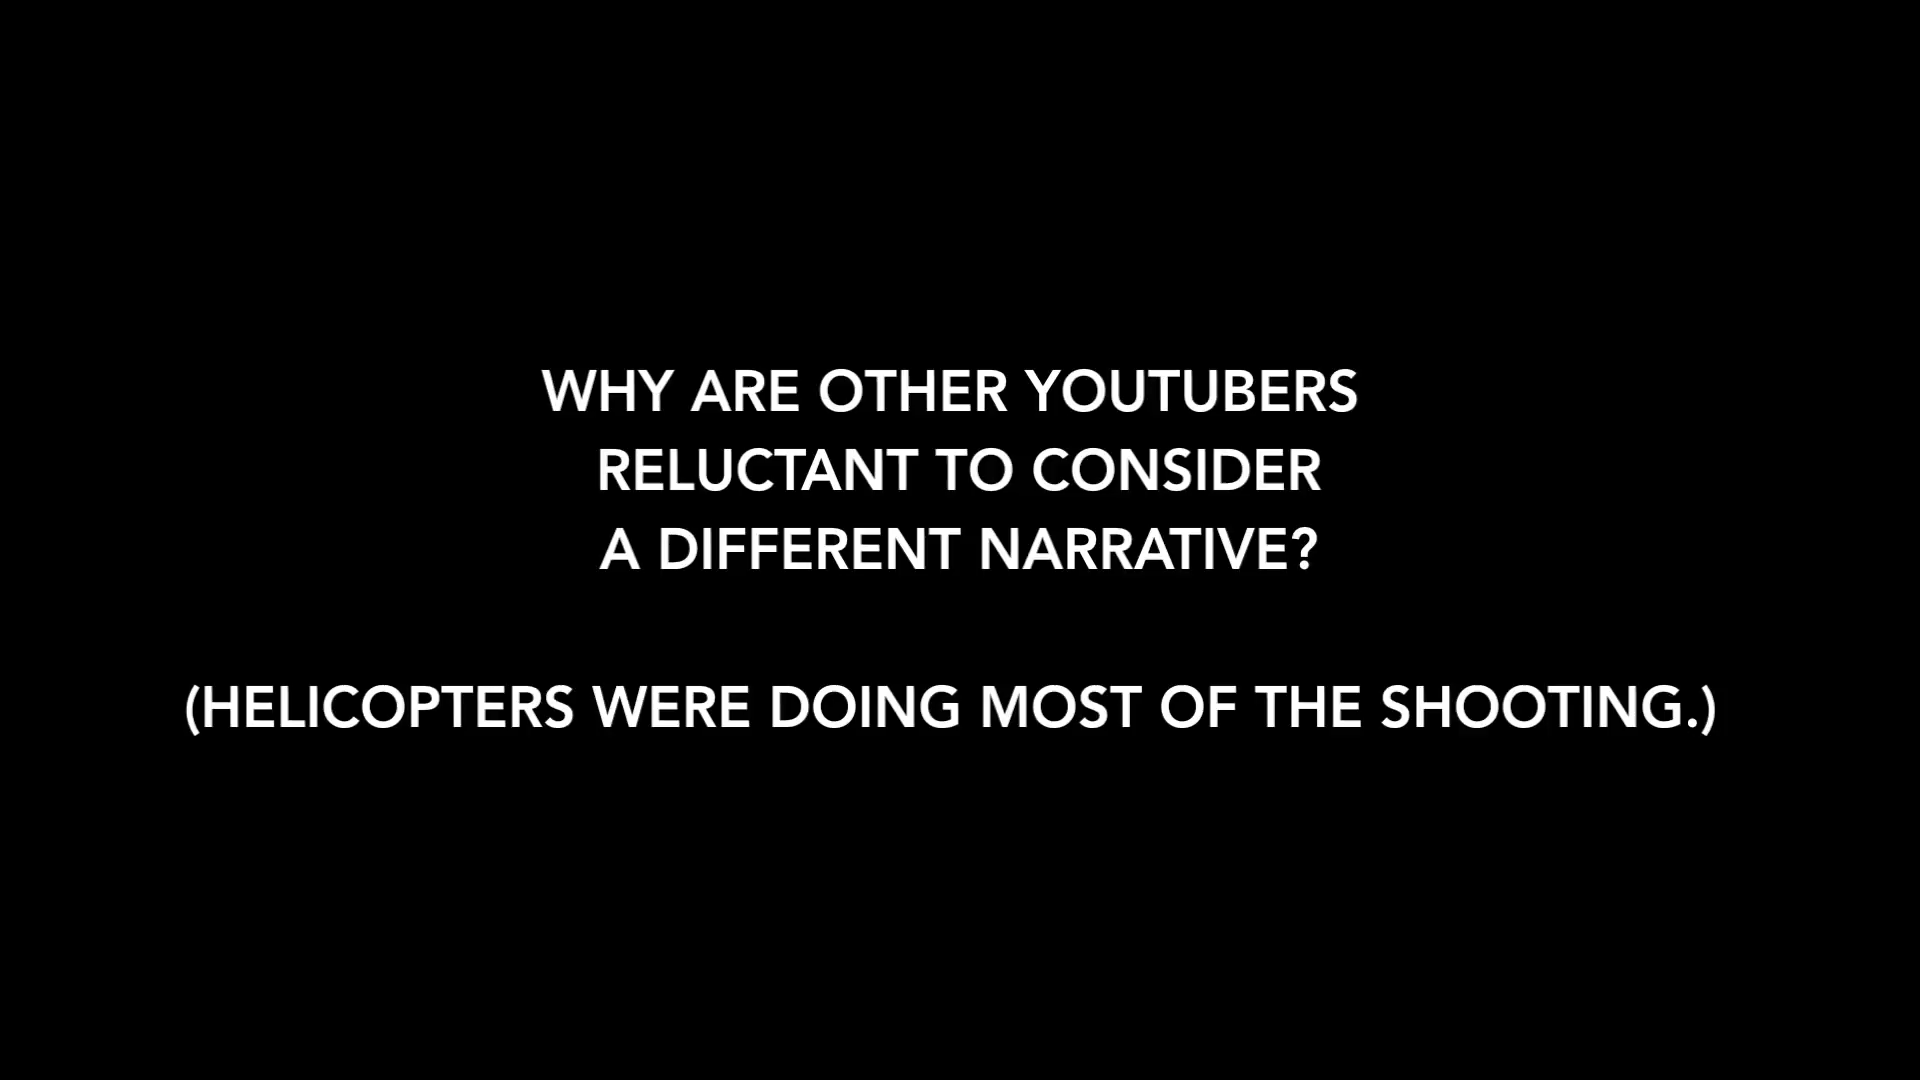 WHY ARE OTHER YOUTUBERS
RELUCTANT TO CONSIDER
A DIFFERENT NARRATIVE?
(HELICOPTERS WERE DOING MOST OF THE SHOOTING.)